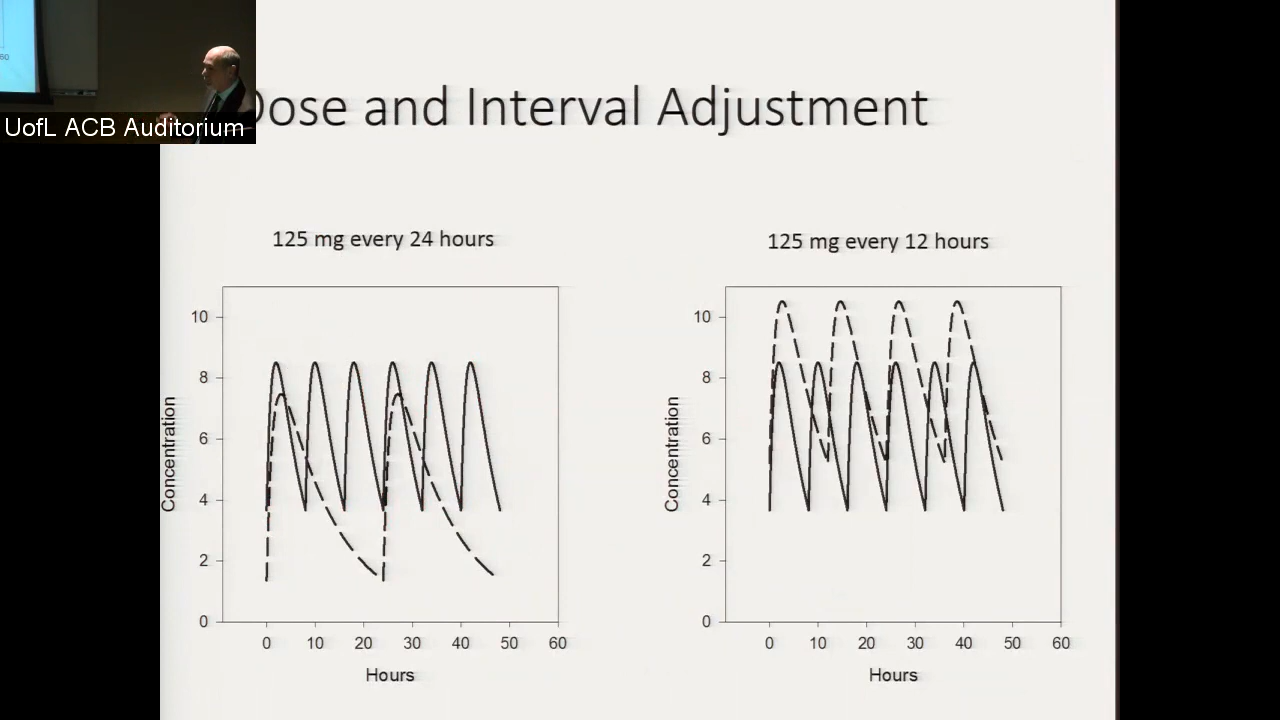 60
UofL ACB Auditorium
Dose and Interval Adjustment
125 mg every 24 hours
10
8
6
4
2
0
Concentration
0 10 20 30 40 50 60
Hours
125 mg every 12 hours
10
8
6
4
2
0
Concentration
0 10 20 30 40 50 60
Hours